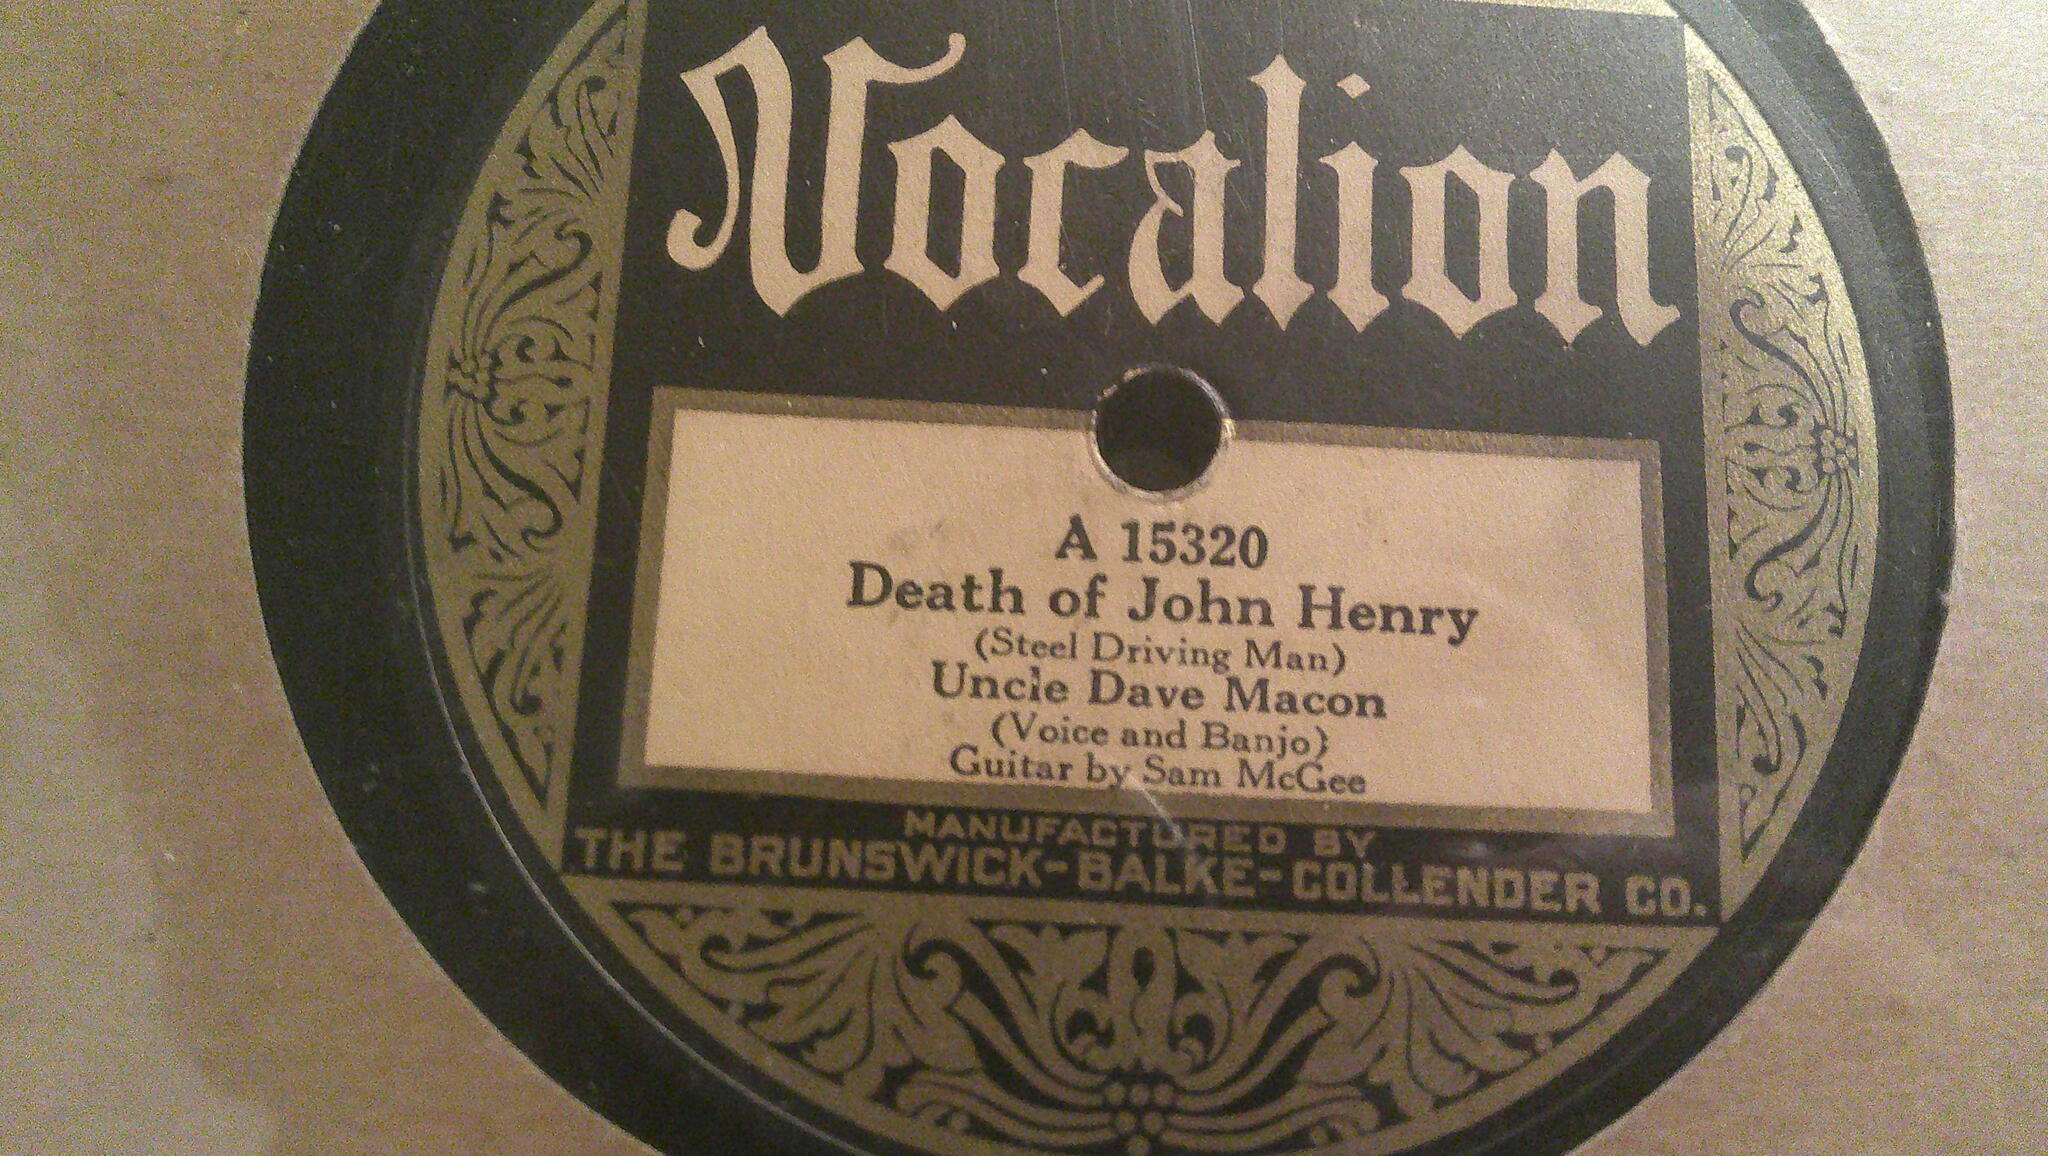 Vocalion
A 15320
Death of John Henry
(Steel Driving Man)
Uncle Dave Macon
(Voice and Banjo)
Guitar by Sam McGee
MANUFACTURED BY
THE BRUNSWICK-BALKE-COLLENDER CO.